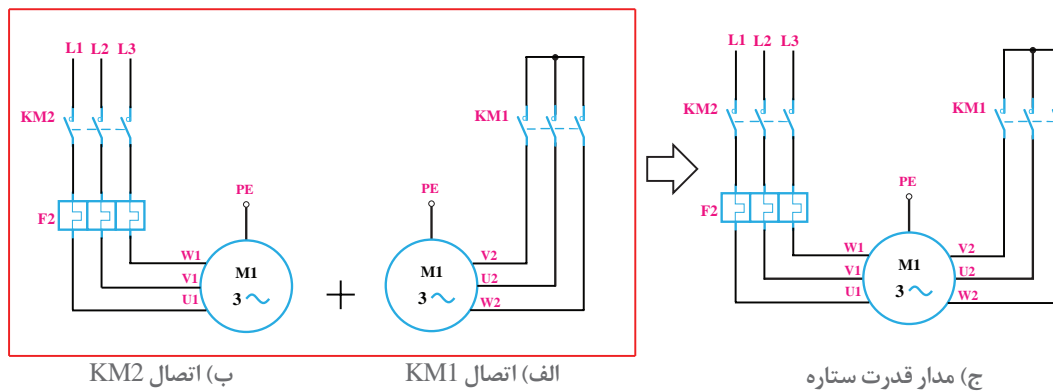 L1 L2 L3
KM2
F2
PE
W1
V1
U1
M1
3
+
KM1
PE
M1
3
V2
U2
W2
L1 L2 L3
KM2
F2
PE
W1
V1
U1
M1
3
KM1
V2
U2
W2
ب) اتصال KM2
الف) اتصال KM1
ج) مدار قدرت ستاره